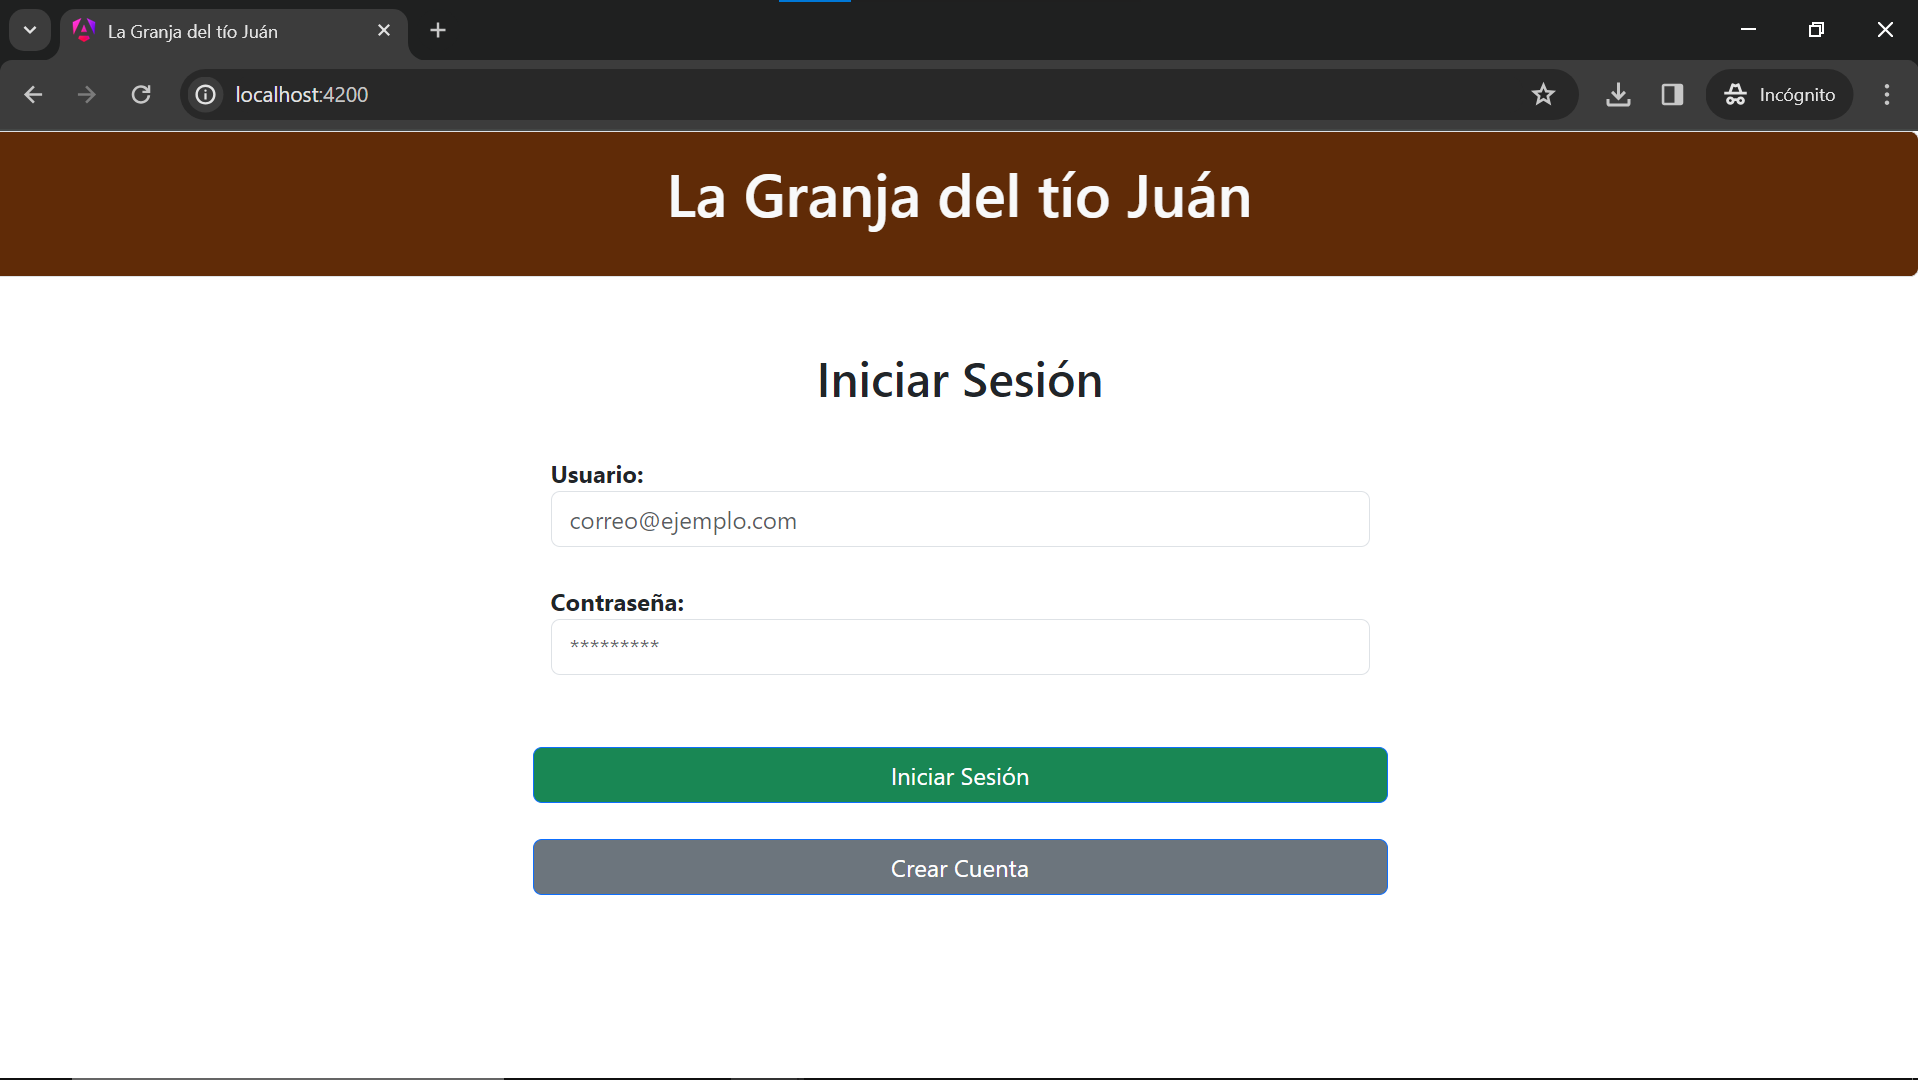 La Granja del tío Juán
localhost:4200
Incógnito
La Granja del tío Juán
Iniciar Sesión
Usuario:
correo@ejemplo.com
Contraseña:
*********
Iniciar Sesión
Crear Cuenta